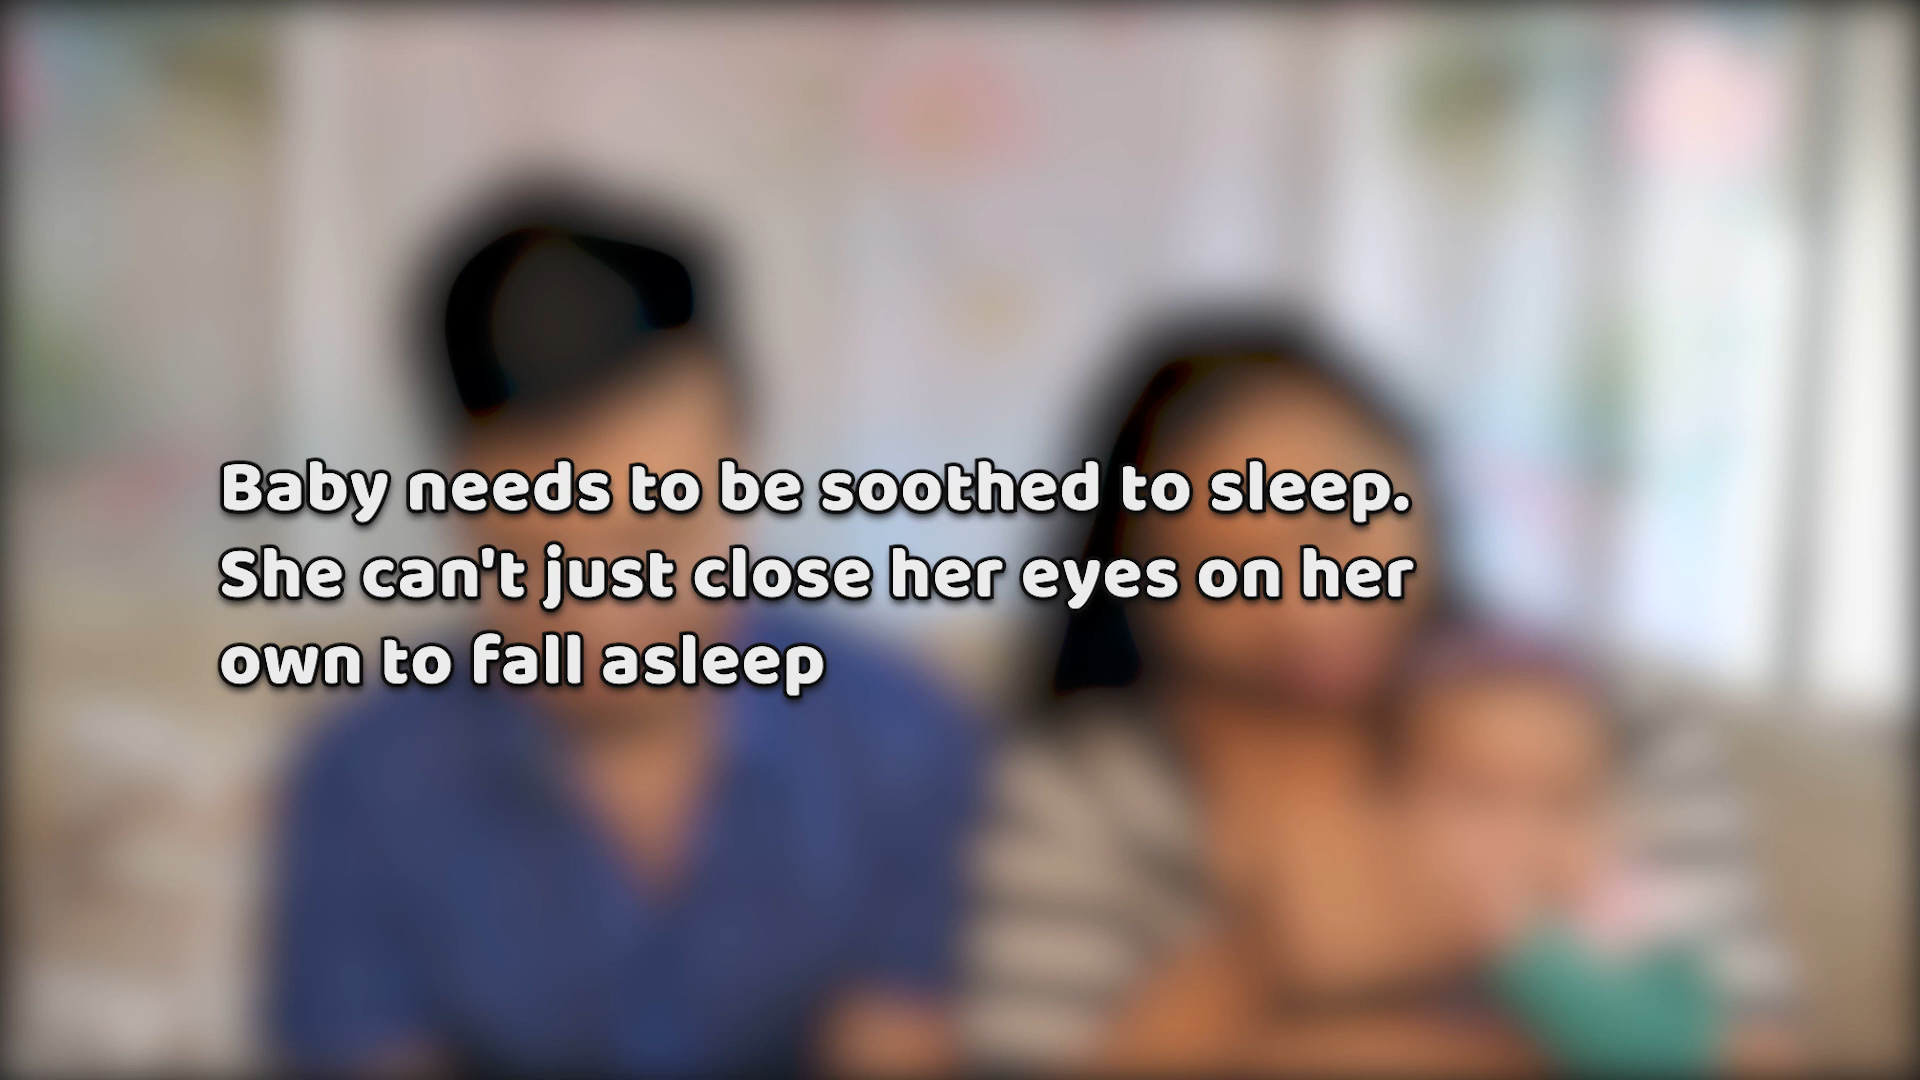 Baby needs to be soothed to sleep.
She can't just close her eyes on her
own to fall asleep